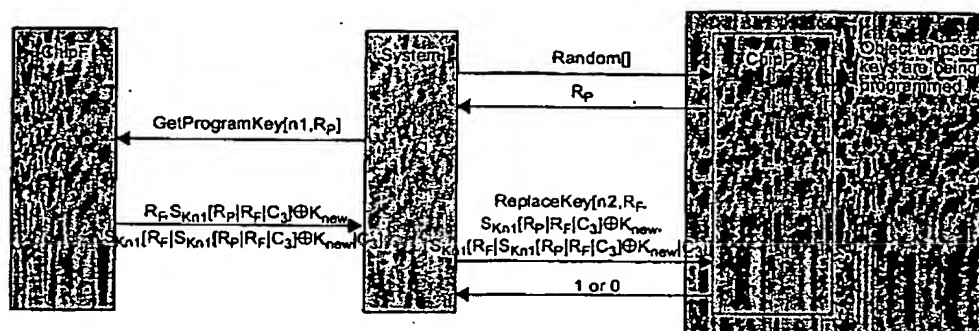 ChipF
System
ChipP
Object whose
keys are being
programmed
Random[]
R_P
GetProgramKey[n1,R_P]
R_F, S_Kn1[R_P|R_F|C_3]⊕K_new,
S_Kn1[R_F|S_Kn1[R_P|R_F|C_3]⊕K_new|C_3]
ReplaceKey[n2,R_F,
S_Kn1[R_P|R_F|C_3]⊕K_new,
S_Kn1[R_F|S_Kn1[R_P|R_F|C_3]⊕K_new|C_3]
1 or 0